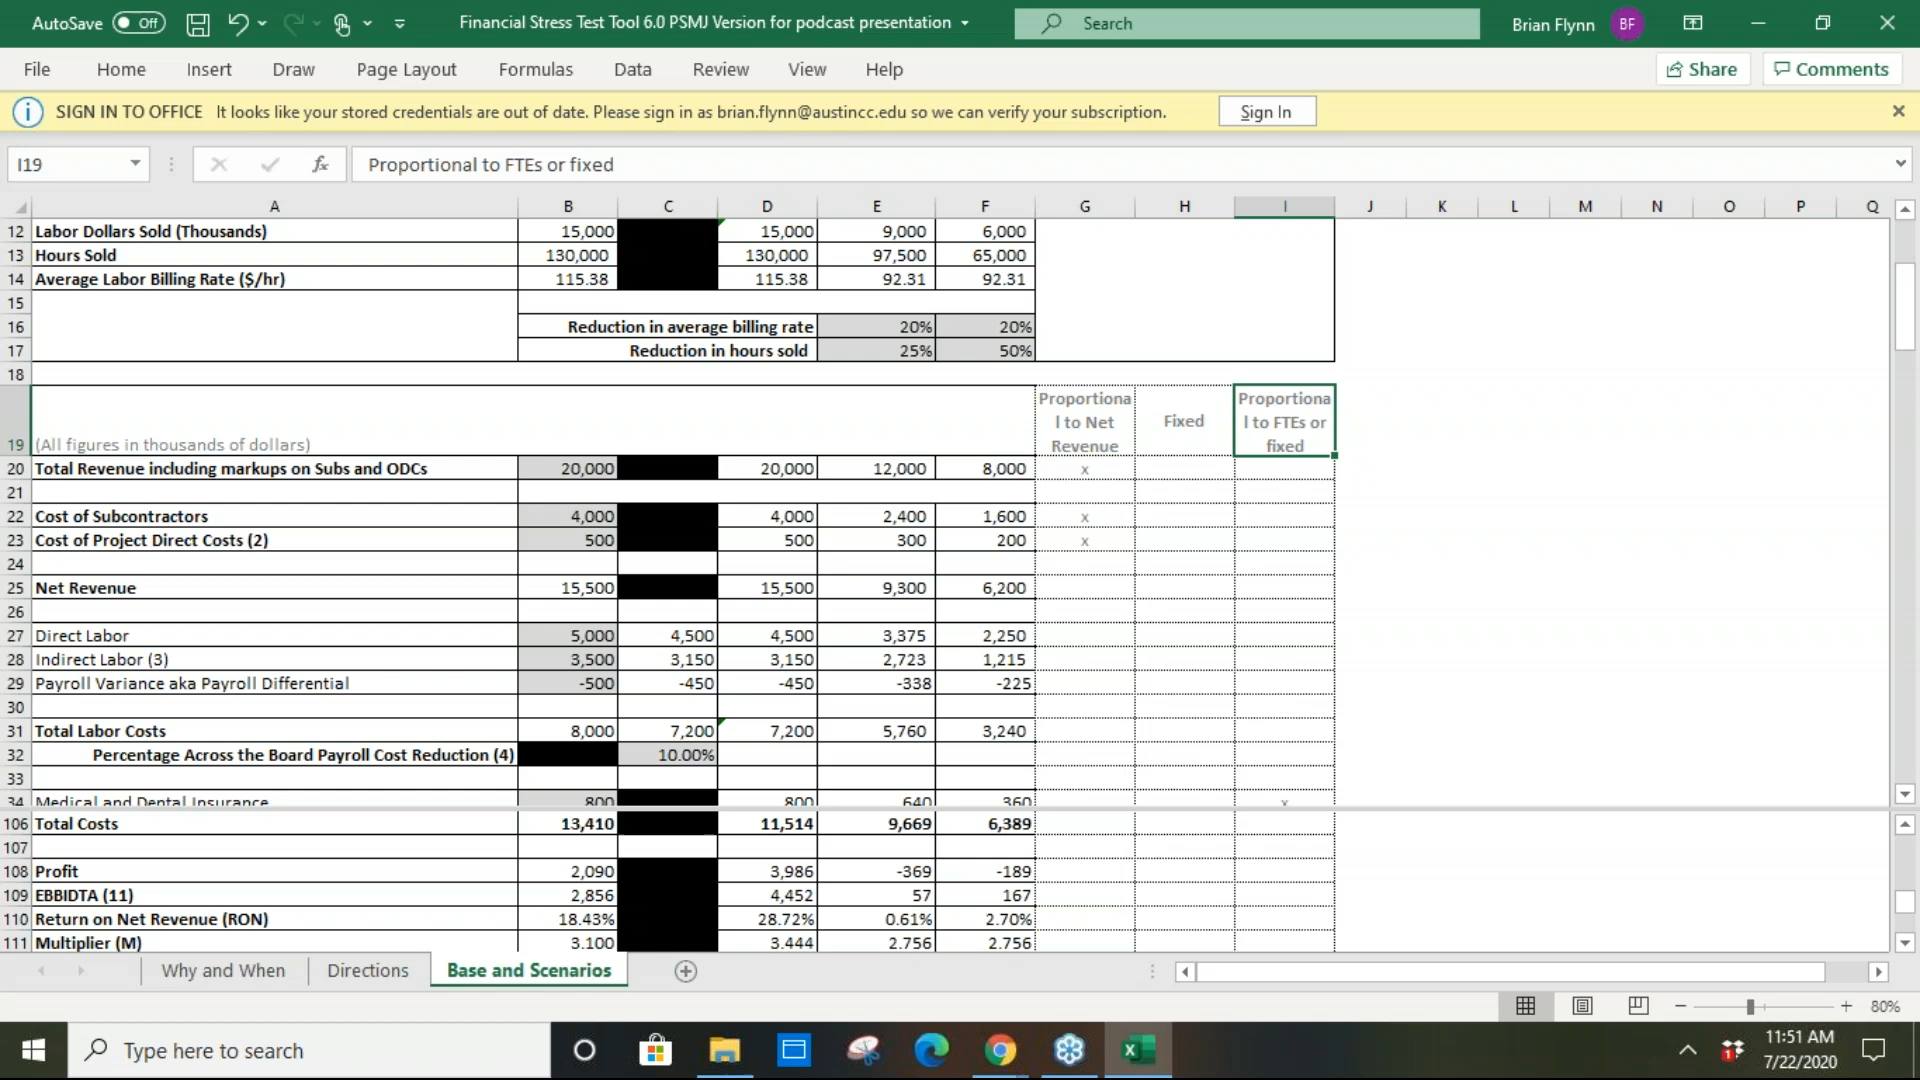 AutoSave Off Financial Stress Test Tool 6.0 PSMJ Version for podcast presentation Search Brian Flynn BF
File Home Insert Draw Page Layout Formulas Data Review View Help Share Comments
SIGN IN TO OFFICE It looks like your stored credentials are out of date. Please sign in as brian.flynn@austincc.edu so we can verify your subscription. Sign In
I19 fx Proportional to FTEs or fixed
A B C D E F G H I J K L M N O P Q
12 Labor Dollars Sold (Thousands) 15,000 15,000 9,000 6,000
13 Hours Sold 130,000 130,000 97,500 65,000
14 Average Labor Billing Rate ($/hr) 115.38 115.38 92.31 92.31
15
16 Reduction in average billing rate 20% 20%
17 Reduction in hours sold 25% 50%
18
Proportiona Proportiona
l to Net Fixed l to FTEs or
19 (All figures in thousands of dollars) Revenue fixed
20 Total Revenue including markups on Subs and ODCs 20,000 20,000 12,000 8,000 x
21
22 Cost of Subcontractors 4,000 4,000 2,400 1,600 x
23 Cost of Project Direct Costs (2) 500 500 300 200 x
24
25 Net Revenue 15,500 15,500 9,300 6,200
26
27 Direct Labor 5,000 4,500 4,500 3,375 2,250
28 Indirect Labor (3) 3,500 3,150 3,150 2,723 1,215
29 Payroll Variance aka Payroll Differential -500 -450 -450 -338 -225
30
31 Total Labor Costs 8,000 7,200 7,200 5,760 3,240
32 Percentage Across the Board Payroll Cost Reduction (4) 10.00%
33
34 Medical and Dental Insurance 800 800 640 360 x
106 Total Costs 13,410 11,514 9,669 6,389
107
108 Profit 2,090 3,986 -369 -189
109 EBBIDTA (11) 2,856 4,452 57 167
110 Return on Net Revenue (RON) 18.43% 28.72% 0.61% 2.70%
111 Multiplier (M) 3.100 3.444 2.756 2.756
Why and When Directions Base and Scenarios
80%
Type here to search 11:51 AM
7/22/2020